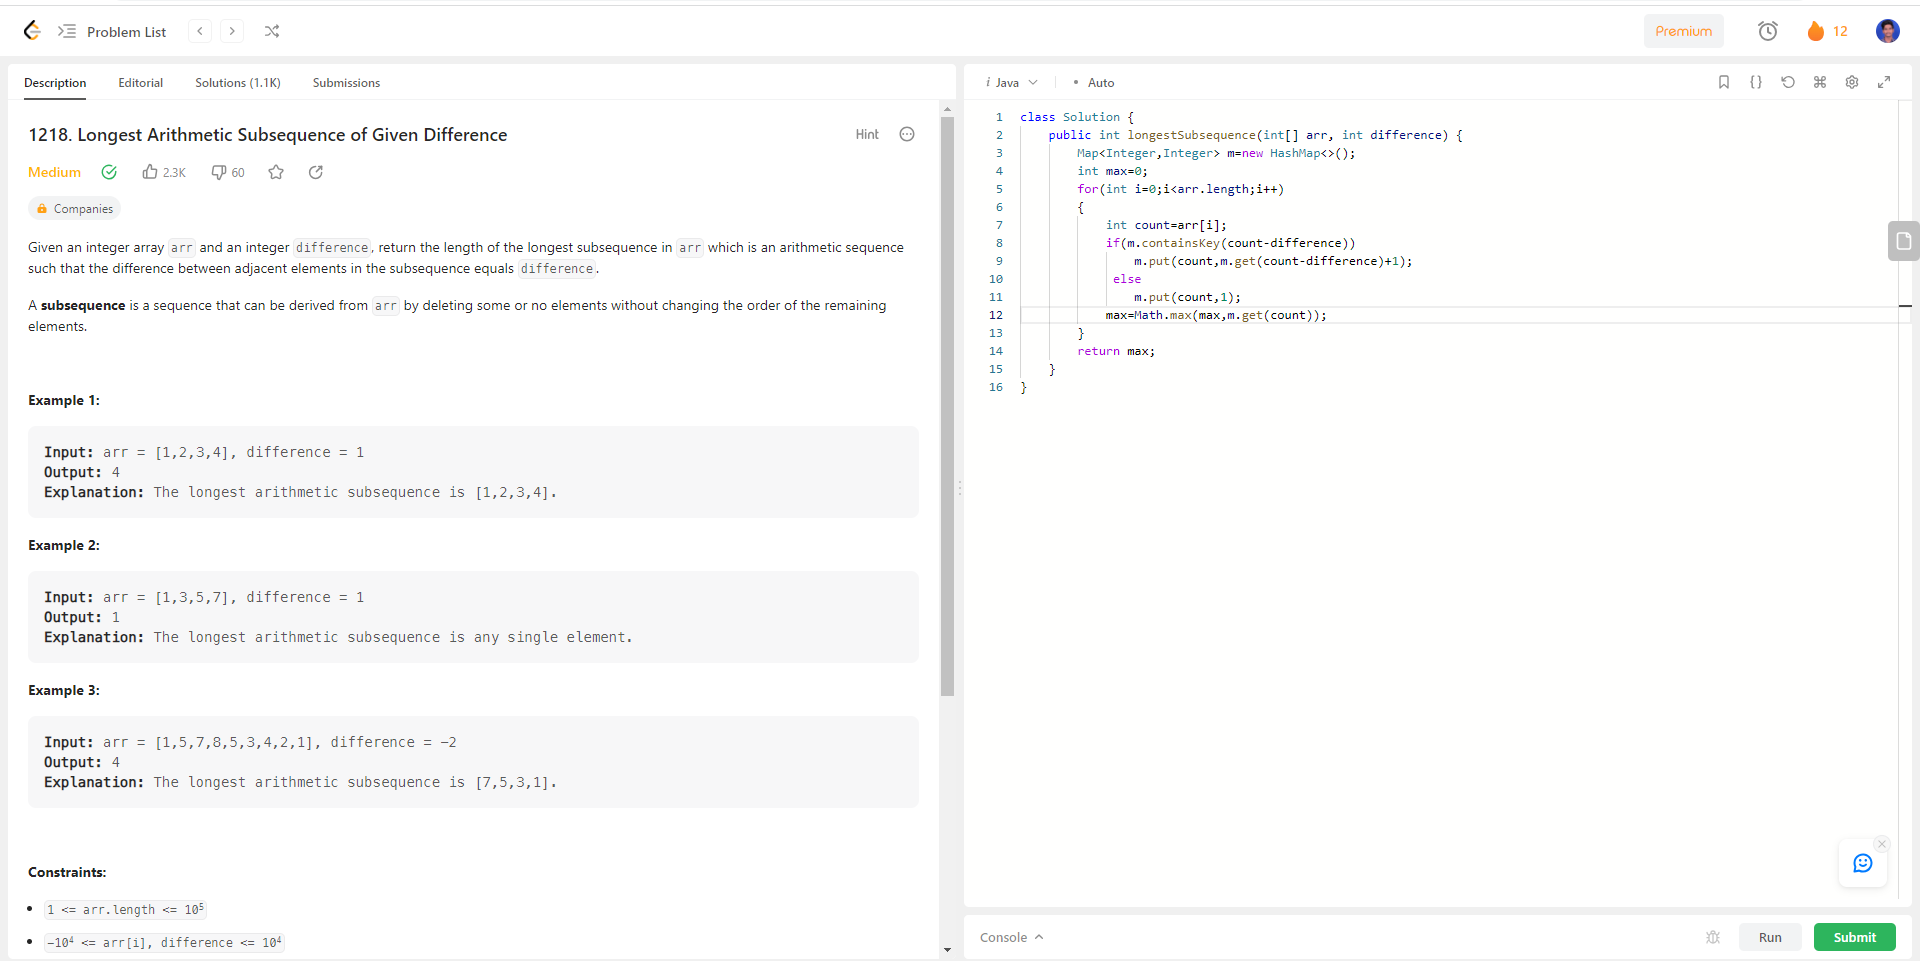 Problem List
Premium
12
Description Editorial Solutions (1.1K) Submissions
1218. Longest Arithmetic Subsequence of Given Difference
Hint
Medium 2.3K 60
Companies
Given an integer array arr and an integer difference, return the length of the longest subsequence in arr which is an arithmetic sequence
such that the difference between adjacent elements in the subsequence equals difference.
A subsequence is a sequence that can be derived from arr by deleting some or no elements without changing the order of the remaining
elements.
Example 1:
Input: arr = [1,2,3,4], difference = 1
Output: 4
Explanation: The longest arithmetic subsequence is [1,2,3,4].
Example 2:
Input: arr = [1,3,5,7], difference = 1
Output: 1
Explanation: The longest arithmetic subsequence is any single element.
Example 3:
Input: arr = [1,5,7,8,5,3,4,2,1], difference = -2
Output: 4
Explanation: The longest arithmetic subsequence is [7,5,3,1].
Constraints:
• 1 <= arr.length <= 10⁵
• -10⁴ <= arr[i], difference <= 10⁴
i Java • Auto
{}
1 class Solution {
2 public int longestSubsequence(int[] arr, int difference) {
3 Map<Integer,Integer> m=new HashMap<>();
4 int max=0;
5 for(int i=0;i<arr.length;i++)
6 {
7 int count=arr[i];
8 if(m.containsKey(count-difference))
9 m.put(count,m.get(count-difference)+1);
10 else
11 m.put(count,1);
12 max=Math.max(max,m.get(count));
13 }
14 return max;
15 }
16 }
Console
Run
Submit